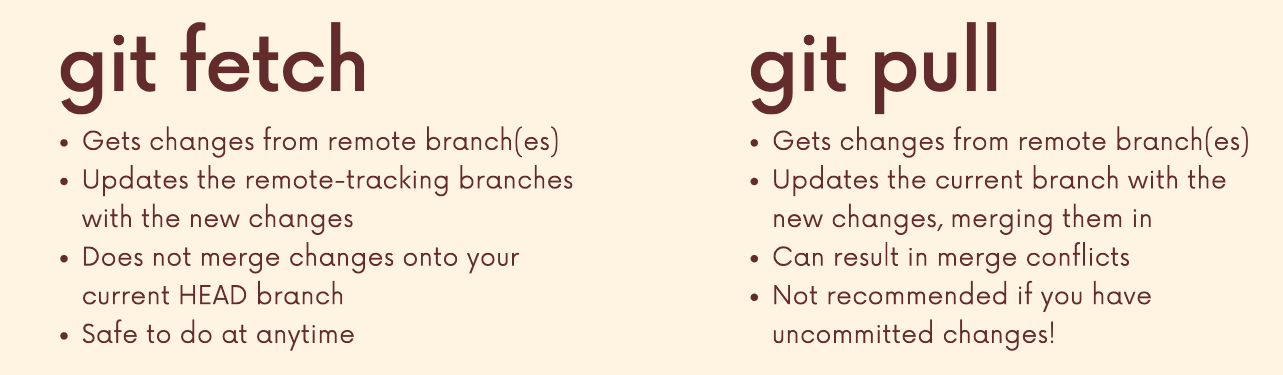 git fetch
• Gets changes from remote branch(es)
• Updates the remote-tracking branches
with the new changes
• Does not merge changes onto your
current HEAD branch
• Safe to do at anytime
git pull
• Gets changes from remote branch(es)
• Updates the current branch with the
new changes, merging them in
• Can result in merge conflicts
• Not recommended if you have
uncommitted changes!